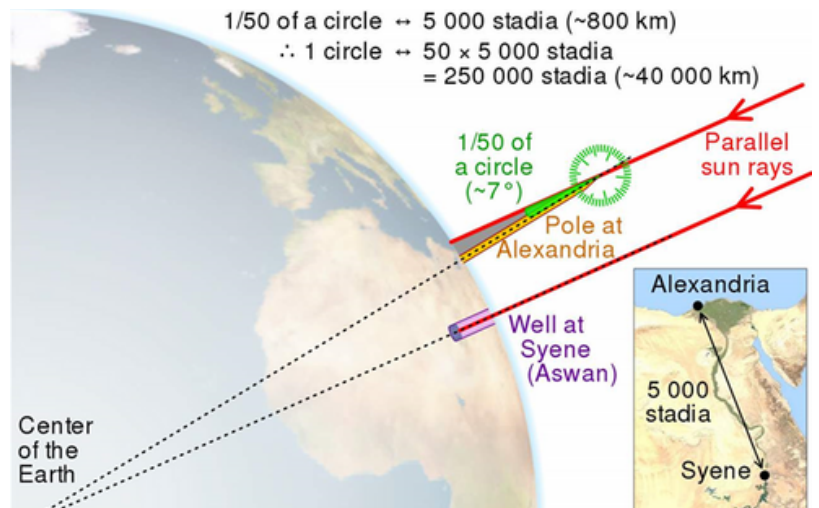 1/50 of a circle ↔ 5 000 stadia (~800 km)
∴ 1 circle ↔ 50 × 5 000 stadia
= 250 000 stadia (~40 000 km)
1/50 of
a circle
(~7°)
Parallel
sun rays
Pole at
Alexandria
Well at
Syene
(Aswan)
Center
of the
Earth
Alexandria
5 000
stadia
Syene